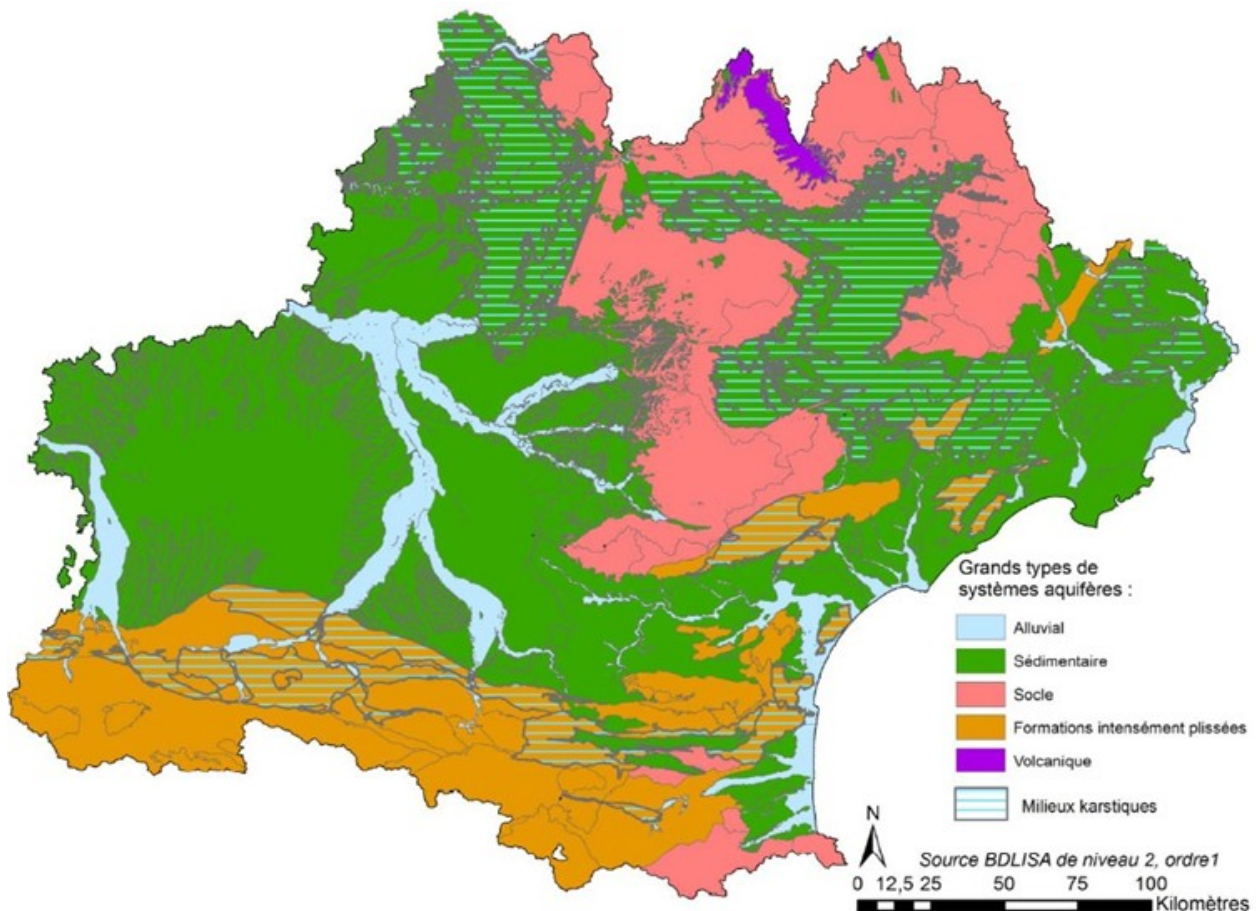 Grands types de
systèmes aquifères :
Alluvial
Sédimentaire
Socle
Formations intensément plissées
Volcanique
Milieux karstiques
N
Source BDLISA de niveau 2, ordre1
0 12,5 25 50 75 100
Kilomètres